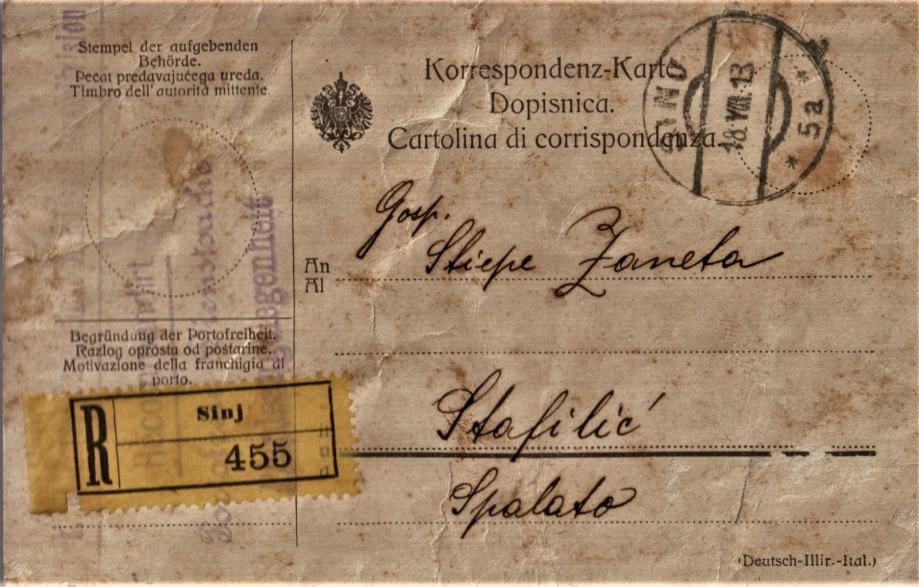 Stempel der aufgebenden
Behörde.
Pecat predavajućega ureda.
Timbro dell' autorità mittente.
Korrespondenz-Karte
Dopisnica.
Cartolina di corrispondenza.
18 VIII. 13
* 5a *
Gosp.
An Stiepe Zaneta
Al
Begründung der Portofreiheit.
Razlog oprosta od poštarine.
Motivazione della franchigia di
porto.
R Sinj
455
Stafilić
Spalato
(Deutsch-Illir.-Ital.)